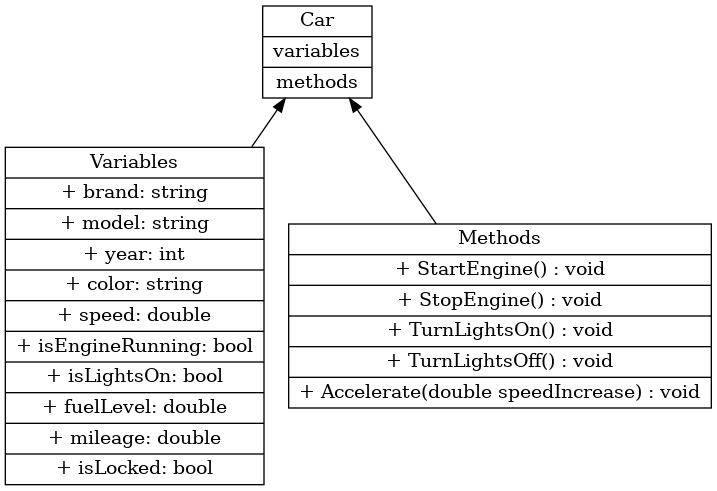 Car
variables
methods
Variables
+ brand: string
+ model: string
+ year: int
+ color: string
+ speed: double
+ isEngineRunning: bool
+ isLightsOn: bool
+ fuelLevel: double
+ mileage: double
+ isLocked: bool
Methods
+ StartEngine() : void
+ StopEngine() : void
+ TurnLightsOn() : void
+ TurnLightsOff() : void
+ Accelerate(double speedIncrease) : void